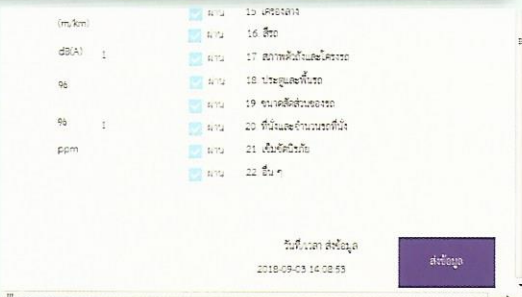 ผ่าน 15 เครื่องล่าง
(m/km)
ผ่าน 16 สีรถ
dB(A) 1
ผ่าน 17 สภาพตัวถังและโครงรถ
% ผ่าน 18 ประตูและพื้นรถ
ผ่าน 19 ขนาดสัดส่วนของรถ
% 1 ผ่าน 20 ที่นั่งและจำนวนรถที่นั่ง
ppm ผ่าน 21 เข็มขัดนิรภัย
ผ่าน 22 อื่น ๆ
วันที่/เวลา ส่งข้อมูล
2018-09-03 14:08:53
ส่งข้อมูล